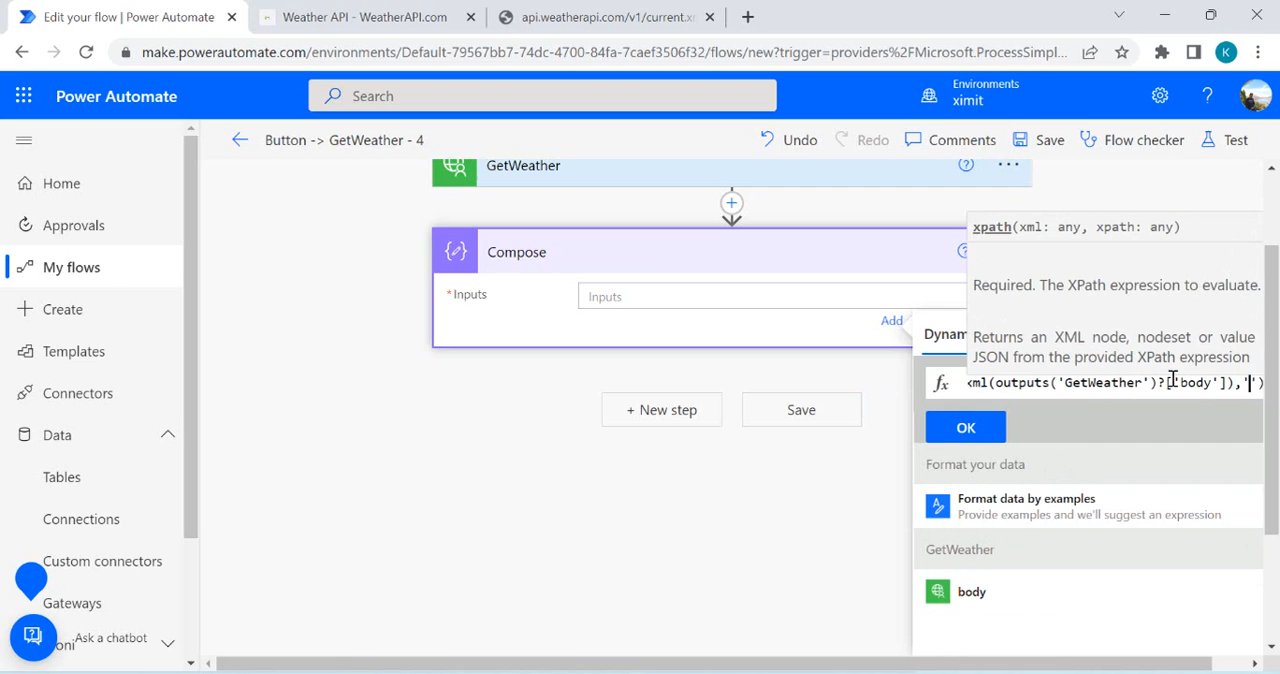 Edit your flow | Power Automate
Weather API - WeatherAPI.com
api.weatherapi.com/v1/current.x
make.powerautomate.com/environments/Default-79567bb7-74dc-4700-84fa-7caef3506f32/flows/new?trigger=providers%2FMicrosoft.ProcessSimpl...
K
Power Automate
Search
Environments
ximit
Button -> GetWeather - 4
Undo
Redo
Comments
Save
Flow checker
Test
Home
Approvals
My flows
Create
Templates
Connectors
Data
Tables
Connections
Custom connectors
Gateways
Ask a chatbot
GetWeather
Compose
* Inputs
Inputs
Add
+ New step
Save
xpath(xml: any, xpath: any)
Required. The XPath expression to evaluate.
Returns an XML node, nodeset or value
JSON from the provided XPath expression
Dynam
fx
xml(outputs('GetWeather')?['body']),'')
OK
Format your data
Format data by examples
Provide examples and we'll suggest an expression
GetWeather
body